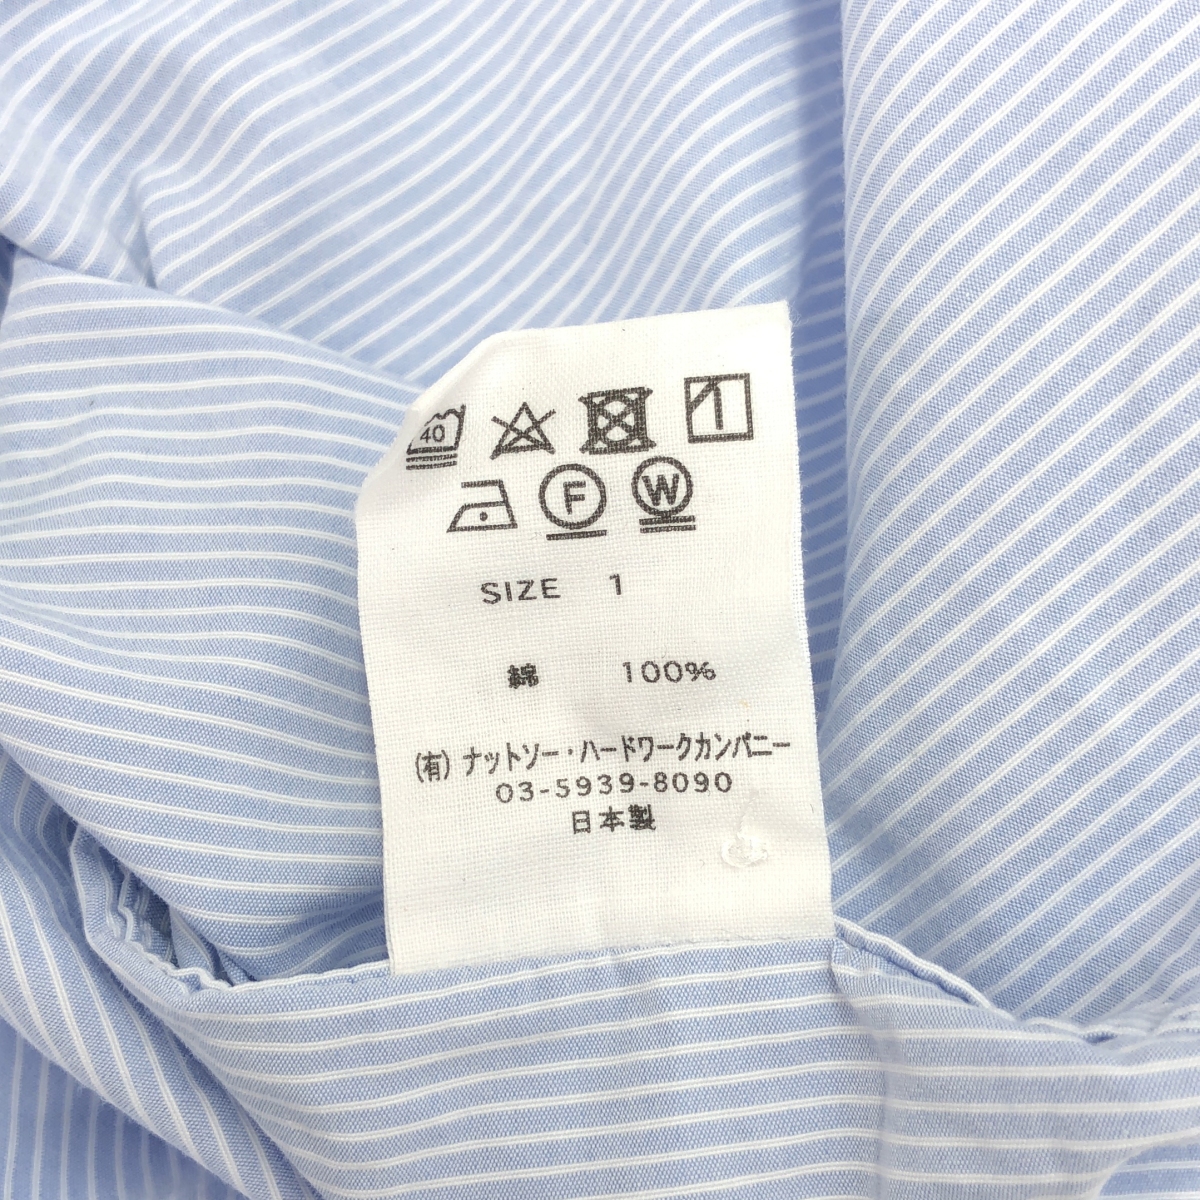 40
F W
SIZE 1
綿 100%
(有) ナットソー・ハードワークカンパニー
03-5939-8090
日本製